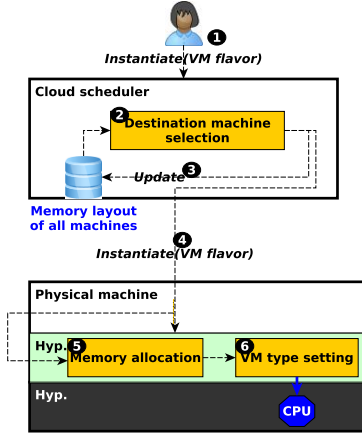 1
Instantiate(VM flavor)
Cloud scheduler
2
Destination machine
selection
Update
3
Memory layout
of all machines
4
Instantiate(VM flavor)
Physical machine
Hyp.
5
Memory allocation
6
VM type setting
Hyp.
CPU